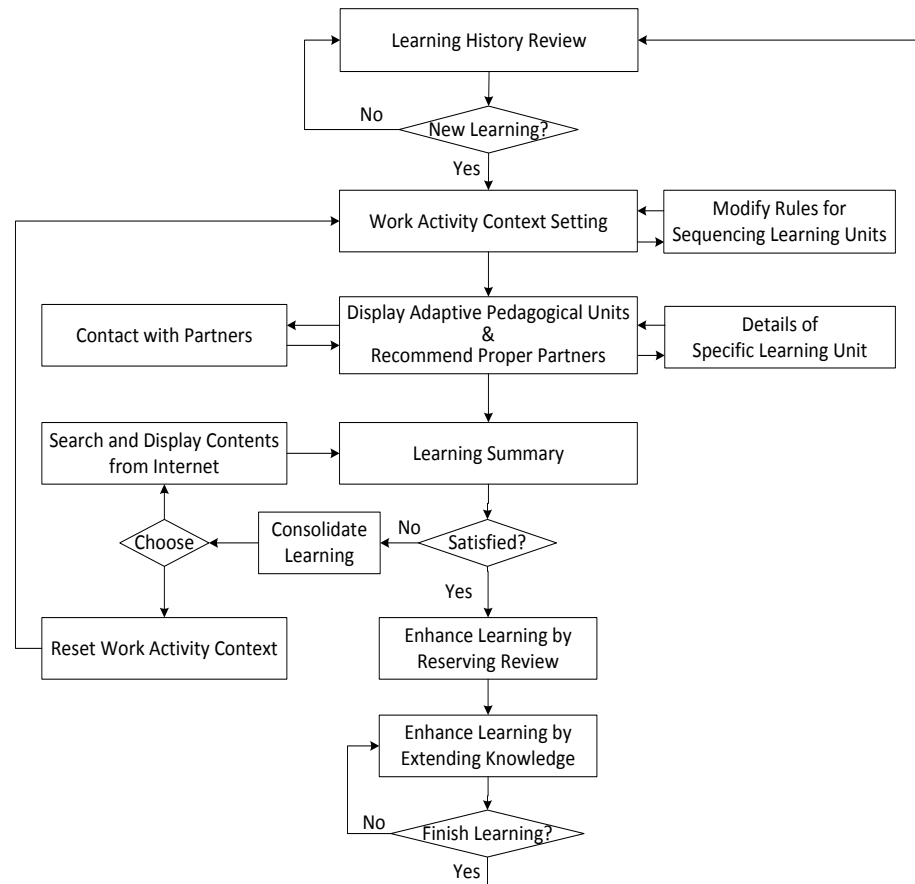 Learning History Review
No
New Learning?
Yes
Work Activity Context Setting
Modify Rules for
Sequencing Learning Units
Contact with Partners
Display Adaptive Pedagogical Units
&
Recommend Proper Partners
Details of
Specific Learning Unit
Search and Display Contents
from Internet
Learning Summary
Choose
Consolidate
Learning
No
Satisfied?
Yes
Reset Work Activity Context
Enhance Learning by
Reserving Review
Enhance Learning by
Extending Knowledge
No
Finish Learning?
Yes